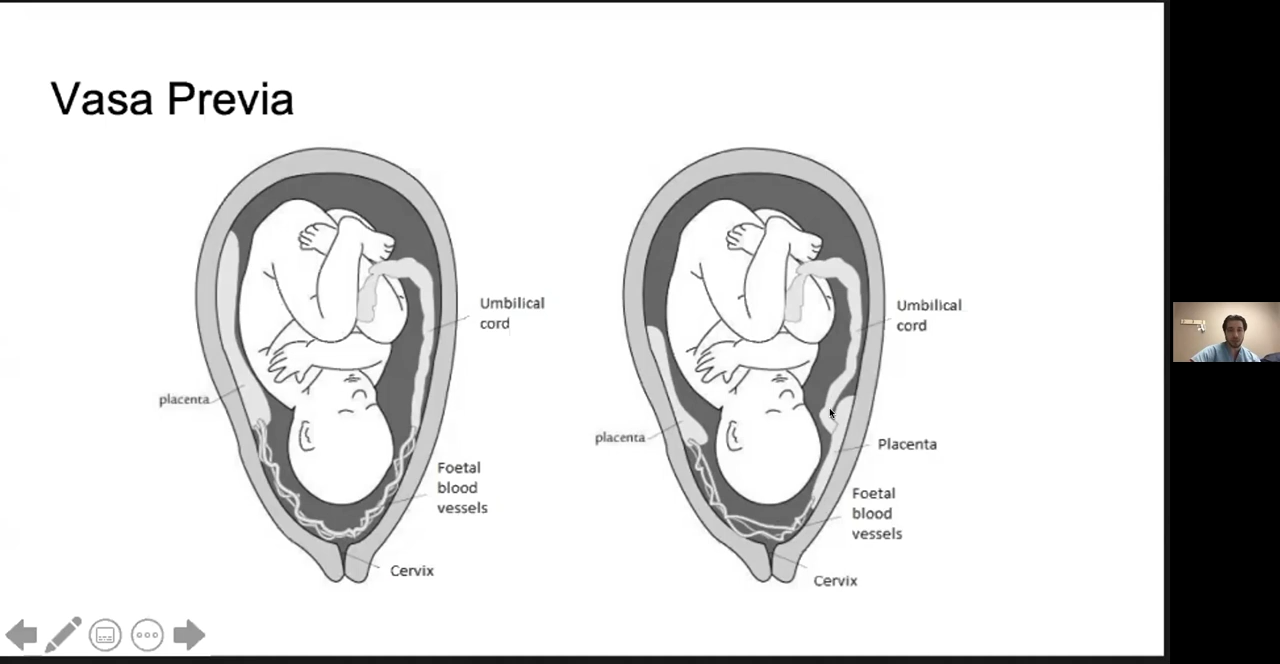 Vasa Previa
Umbilical
cord
placenta
Foetal
blood
vessels
Cervix
Umbilical
cord
placenta
Placenta
Foetal
blood
vessels
Cervix